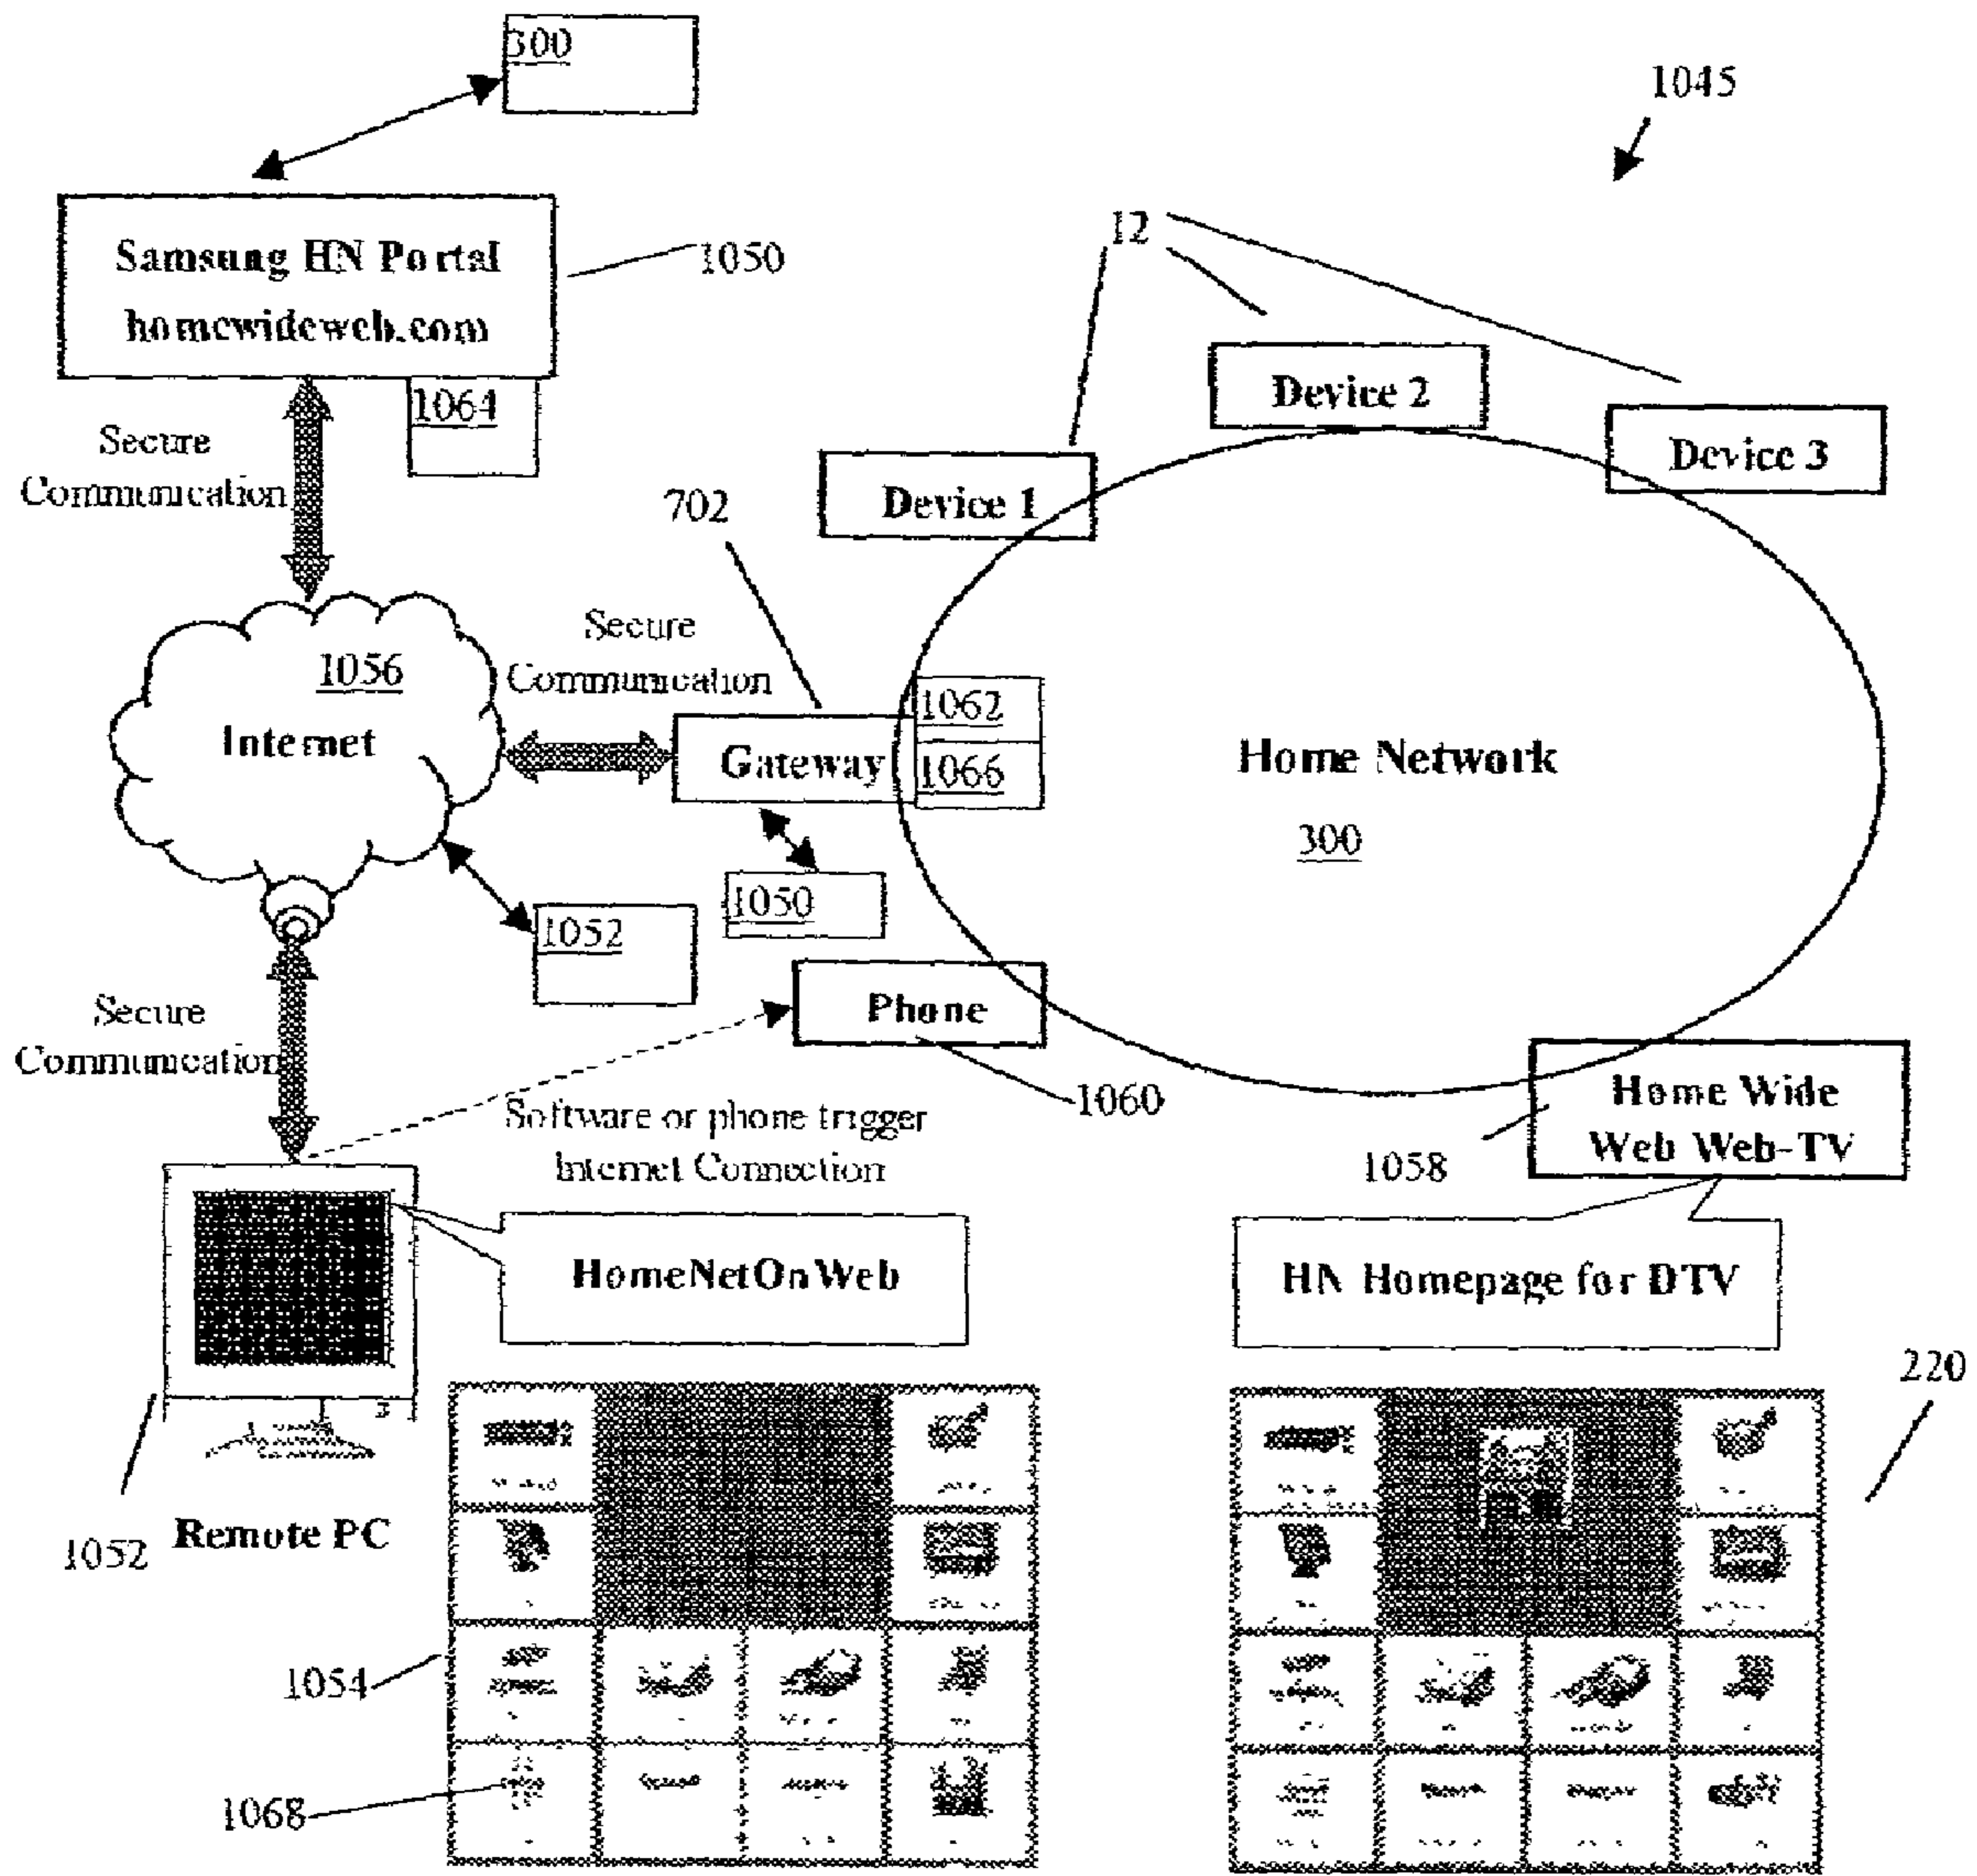 300
1045
Samsung HN Portal
homewideweb.com
1050
12
1064
Secure
Communication
Device 1
Device 2
Device 3
702
1056
Internet
Secure
Communication
Gateway
1062
1066
Home Network
300
1050
1052
Secure
Communication
Phone
1060
Software or phone trigger
Internet Connection
Home Wide
Web Web-TV
1058
HomeNetOnWeb
HN Homepage for DTV
220
1052
Remote PC
1054
1068